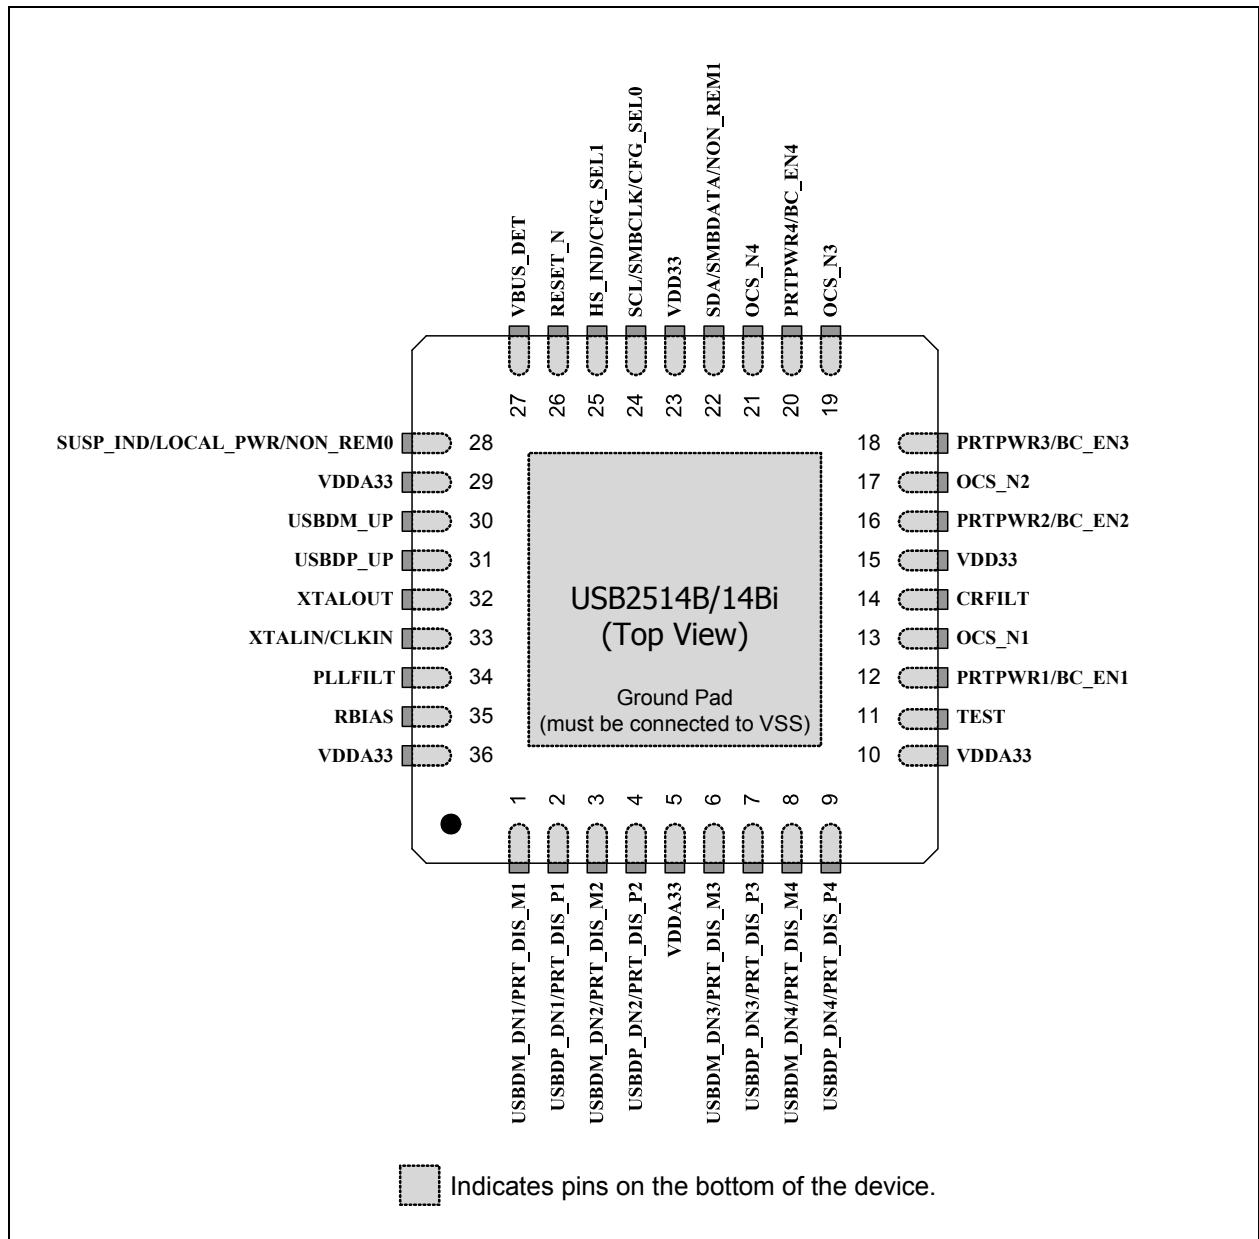 VBUS_DET
RESET_N
HS_IND/CFG_SEL1
SCL/SMBCLK/CFG_SEL0
VDD33
SDA/SMBDATA/NON_REM1
OCS_N4
PRTPWR4/BC_EN4
OCS_N3
27
26
25
24
23
22
21
20
19
SUSP_IND/LOCAL_PWR/NON_REM0 28
VDDA33 29
USBDM_UP 30
USBDP_UP 31
XTALOUT 32
XTALIN/CLKIN 33
PLLFILT 34
RBIAS 35
VDDA33 36
USB2514B/14Bi
(Top View)
Ground Pad
(must be connected to VSS)
18 PRTPWR3/BC_EN3
17 OCS_N2
16 PRTPWR2/BC_EN2
15 VDD33
14 CRFILT
13 OCS_N1
12 PRTPWR1/BC_EN1
11 TEST
10 VDDA33
1
2
3
4
5
6
7
8
9
USBDM_DN1/PRT_DIS_M1
USBDP_DN1/PRT_DIS_P1
USBDM_DN2/PRT_DIS_M2
USBDP_DN2/PRT_DIS_P2
VDDA33
USBDM_DN3/PRT_DIS_M3
USBDP_DN3/PRT_DIS_P3
USBDM_DN4/PRT_DIS_M4
USBDP_DN4/PRT_DIS_P4
Indicates pins on the bottom of the device.